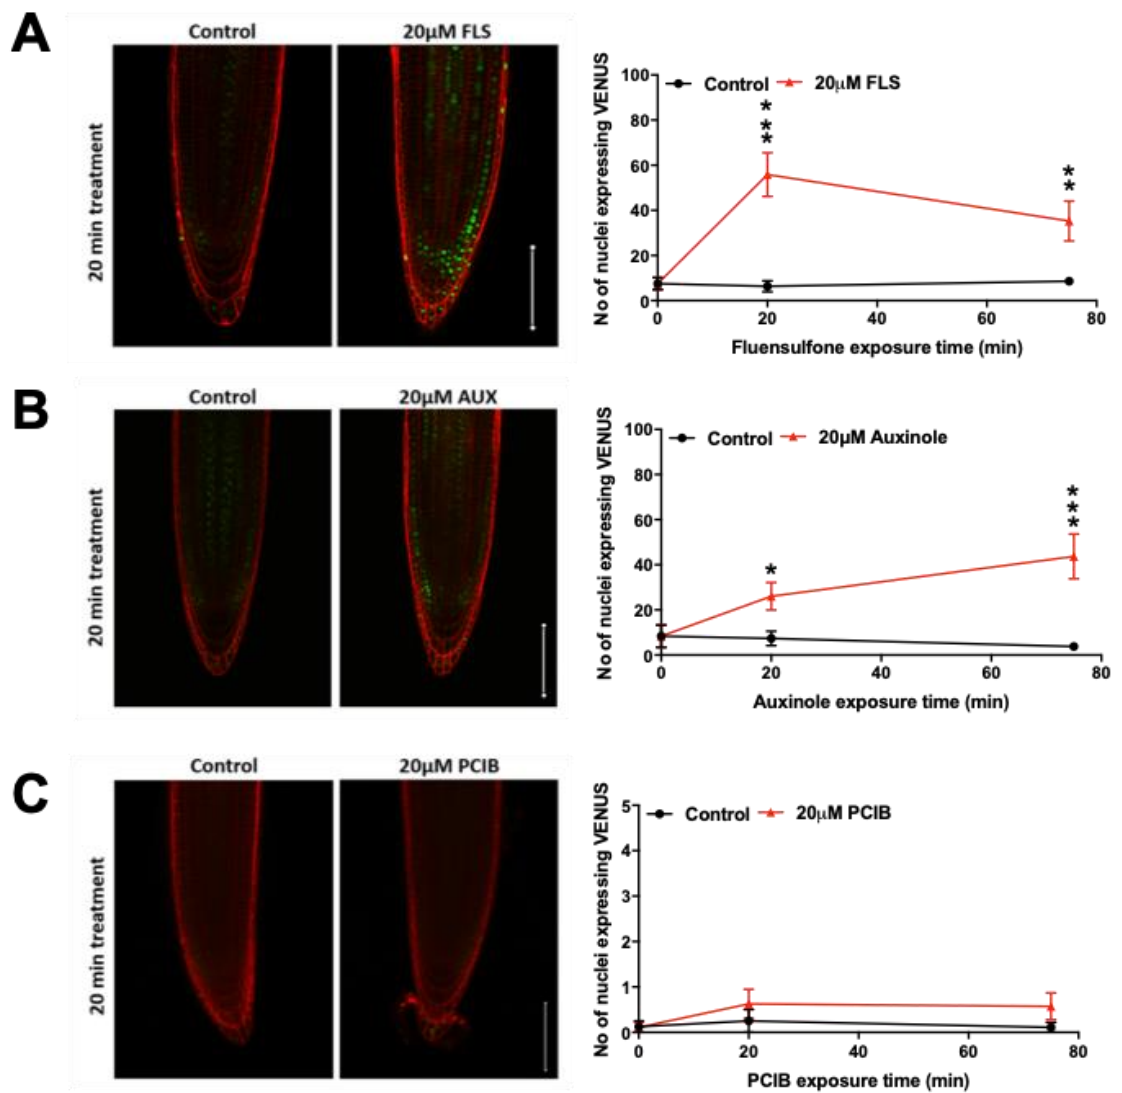 A
Control
20µM FLS
20 min treatment
No of nuclei expressing VENUS
100
80
60
40
20
0
Control
20µM FLS
***
**
0 20 40 60 80
Fluensulfone exposure time (min)
B
Control
20µM AUX
20 min treatment
No of nuclei expressing VENUS
100
80
60
40
20
0
Control
20µM Auxinole
*
***
0 20 40 60 80
Auxinole exposure time (min)
C
Control
20µM PCIB
20 min treatment
No of nuclei expressing VENUS
5
4
3
2
1
0
Control
20µM PCIB
0 20 40 60 80
PCIB exposure time (min)